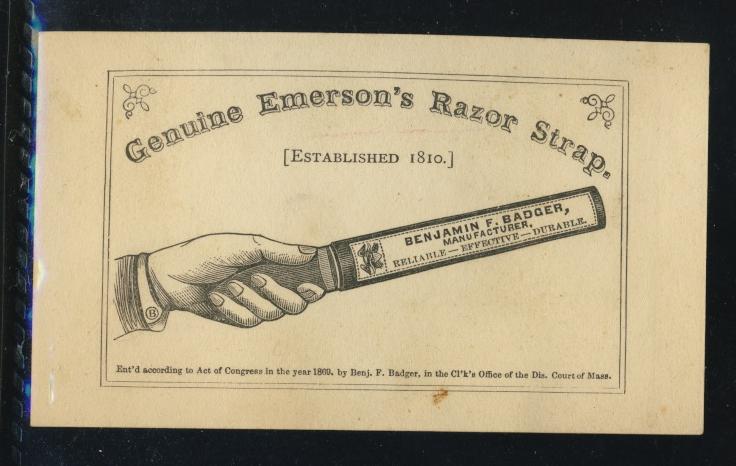 Genuine Emerson's Razor Strap.
[ESTABLISHED 1810.]
BENJAMIN F. BADGER,
MANUFACTURER,
RELIABLE — EFFECTIVE — DURABLE.
B
Ent'd according to Act of Congress in the year 1869, by Benj. F. Badger, in the Cl'k's Office of the Dis. Court of Mass.